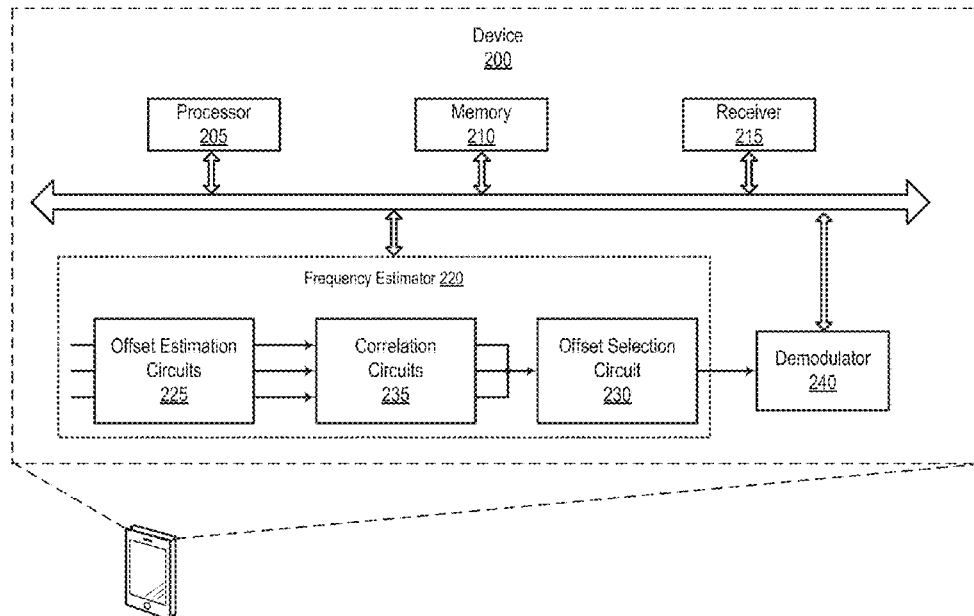 Device
200
Processor
205
Memory
210
Receiver
215
Frequency Estimator 220
Offset Estimation
Circuits
225
Correlation
Circuits
235
Offset Selection
Circuit
230
Demodulator
240